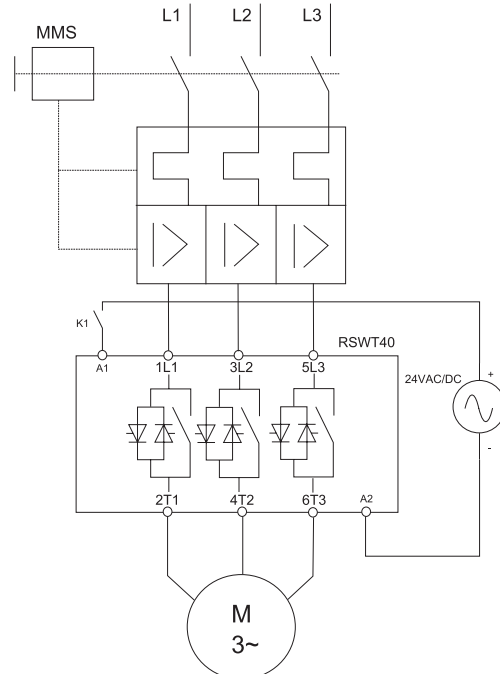 L1 L2 L3
MMS
K1
RSWT40
A1 1L1 3L2 5L3
24VAC/DC
+
-
2T1 4T2 6T3 A2
M
3~